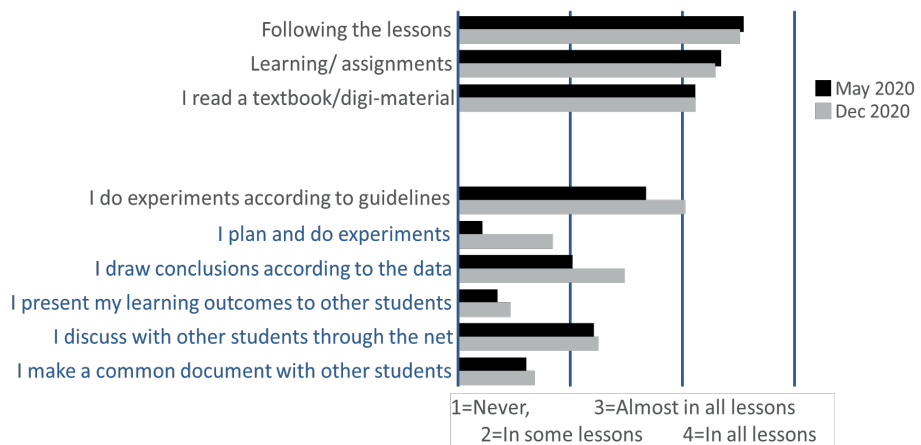 Following the lessons
Learning/ assignments
I read a textbook/digi-material
May 2020
Dec 2020
I do experiments according to guidelines
I plan and do experiments
I draw conclusions according to the data
I present my learning outcomes to other students
I discuss with other students through the net
I make a common document with other students
1=Never, 3=Almost in all lessons
2=In some lessons 4=In all lessons